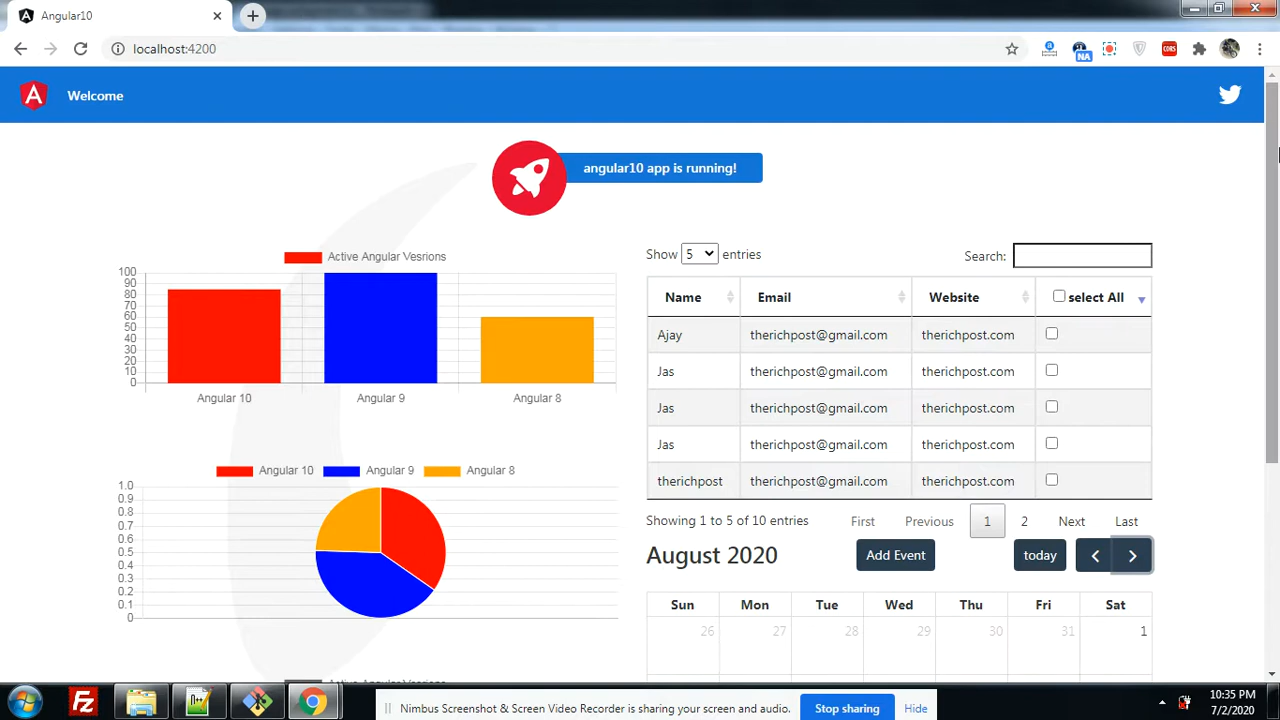 Angular10
localhost:4200
NA
CORS
Welcome
angular10 app is running!
Active Angular Vesrions
100
90
80
70
60
50
40
30
20
10
0
Angular 10 Angular 9 Angular 8
Angular 10 Angular 9 Angular 8
1.0
0.9
0.8
0.7
0.6
0.5
0.4
0.3
0.2
0.1
0
Active Angular Vesrions
Show 5 entries Search:
Name Email Website select All
Ajay therichpost@gmail.com therichpost.com
Jas therichpost@gmail.com therichpost.com
Jas therichpost@gmail.com therichpost.com
Jas therichpost@gmail.com therichpost.com
therichpost therichpost@gmail.com therichpost.com
Showing 1 to 5 of 10 entries First Previous 1 2 Next Last
August 2020 Add Event today
Sun Mon Tue Wed Thu Fri Sat
26 27 28 29 30 31 1
Nimbus Screenshot & Screen Video Recorder is sharing your screen and audio. Stop sharing Hide
10:35 PM
7/2/2020